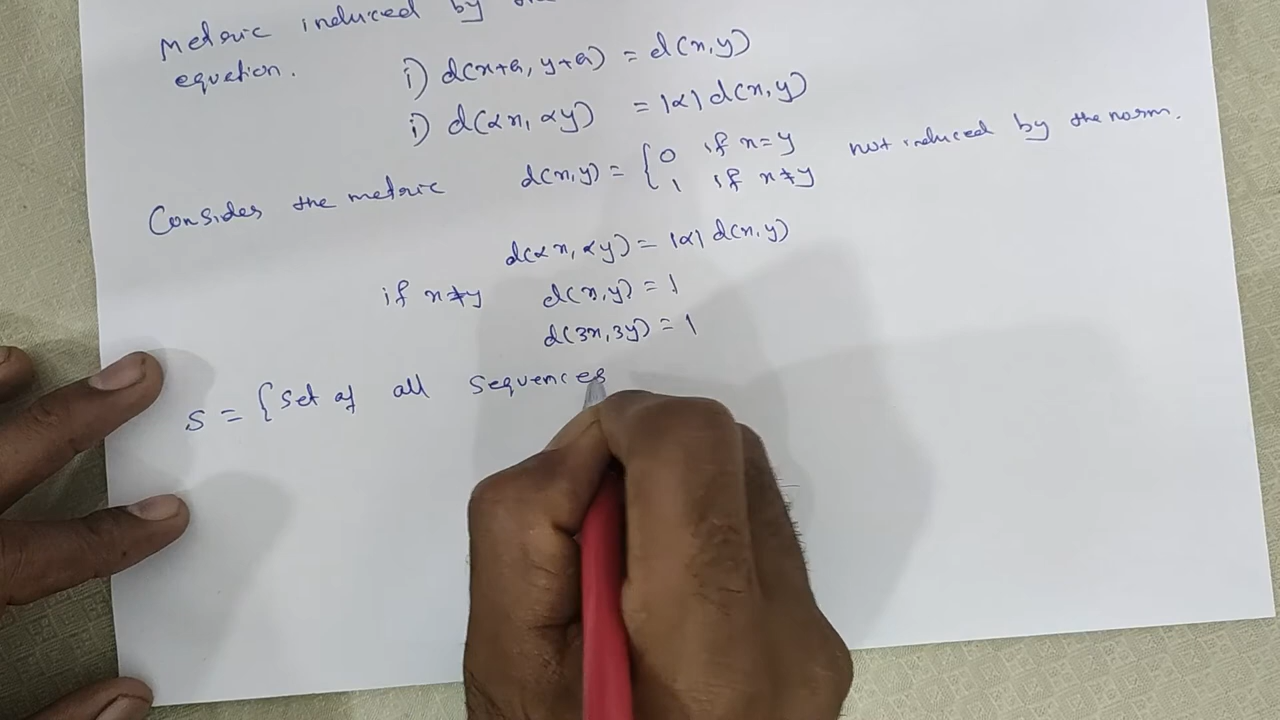 Metric induced by
equation.
i) d(x+a, y+a) = d(x,y)
i) d(αx, αy) = |α| d(x,y)
Consider the metric d(x,y) = { 0 if x=y
1 if x≠y not induced by the norm.
d(αx, αy) = |α| d(x,y)
if x≠y d(x,y) = 1
d(3x,3y) = 1
S = { set of all sequences